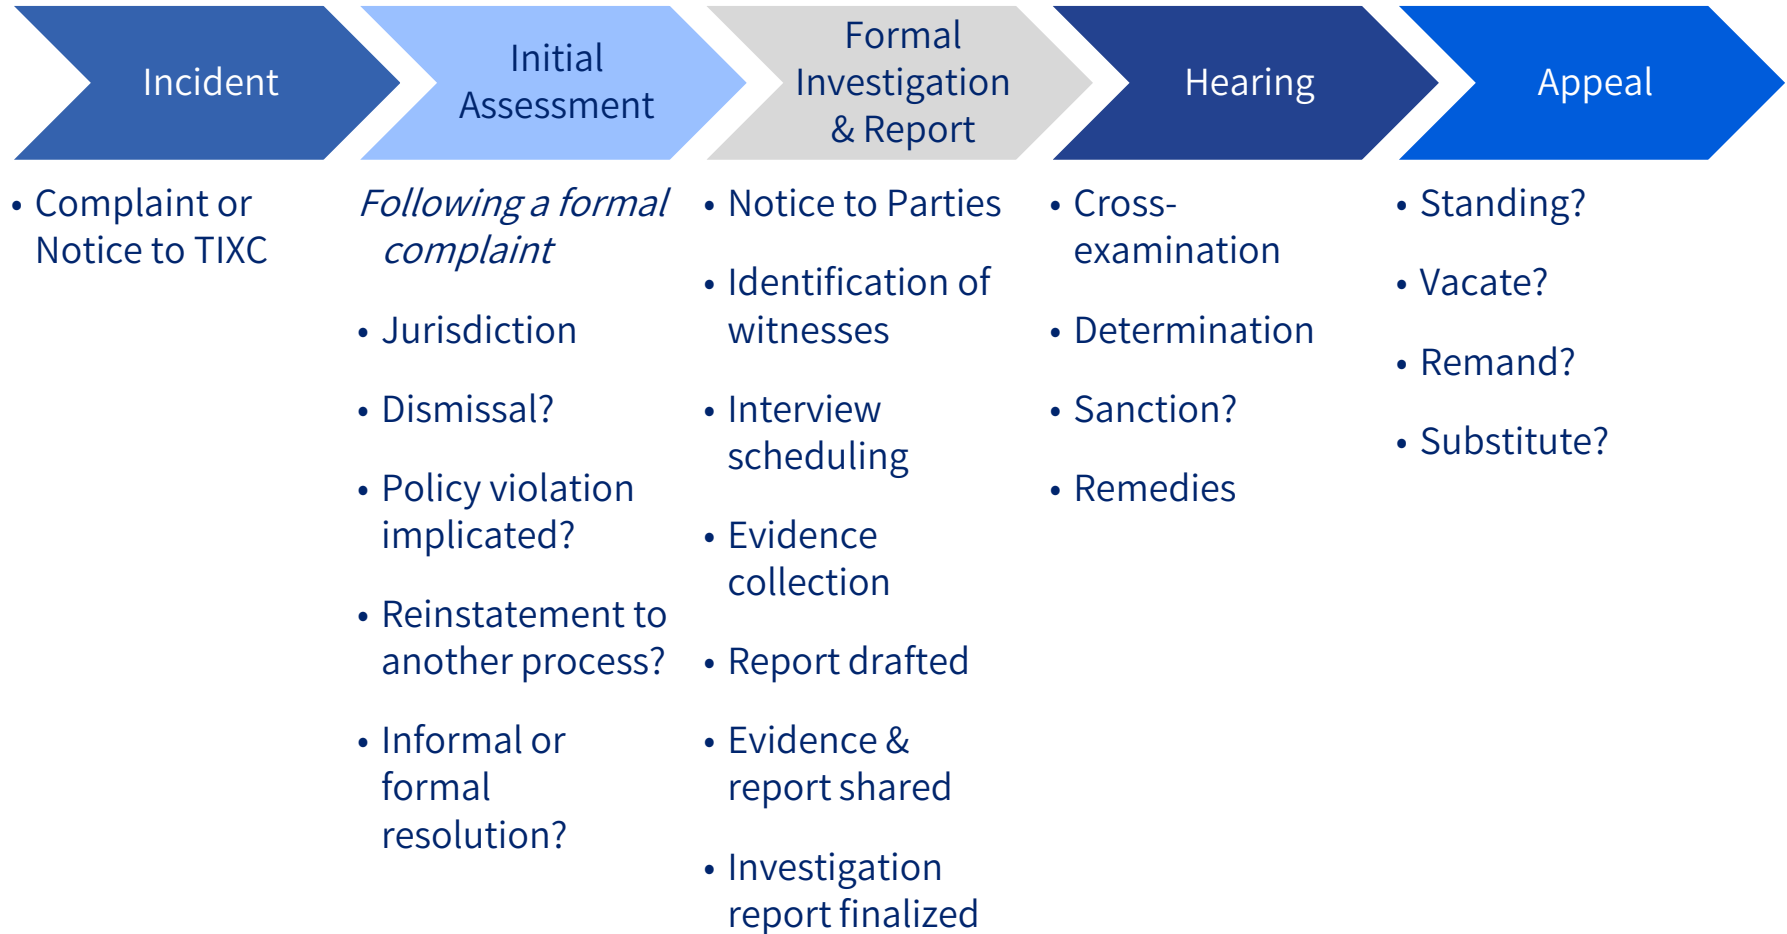 Incident
Initial
Assessment
Formal
Investigation
& Report
Hearing
Appeal
• Complaint or
Notice to TIXC
Following a formal
complaint
• Jurisdiction
• Dismissal?
• Policy violation
implicated?
• Reinstatement to
another process?
• Informal or
formal
resolution?
• Notice to Parties
• Identification of
witnesses
• Interview
scheduling
• Evidence
collection
• Report drafted
• Evidence &
report shared
• Investigation
report finalized
• Cross-
examination
• Determination
• Sanction?
• Remedies
• Standing?
• Vacate?
• Remand?
• Substitute?